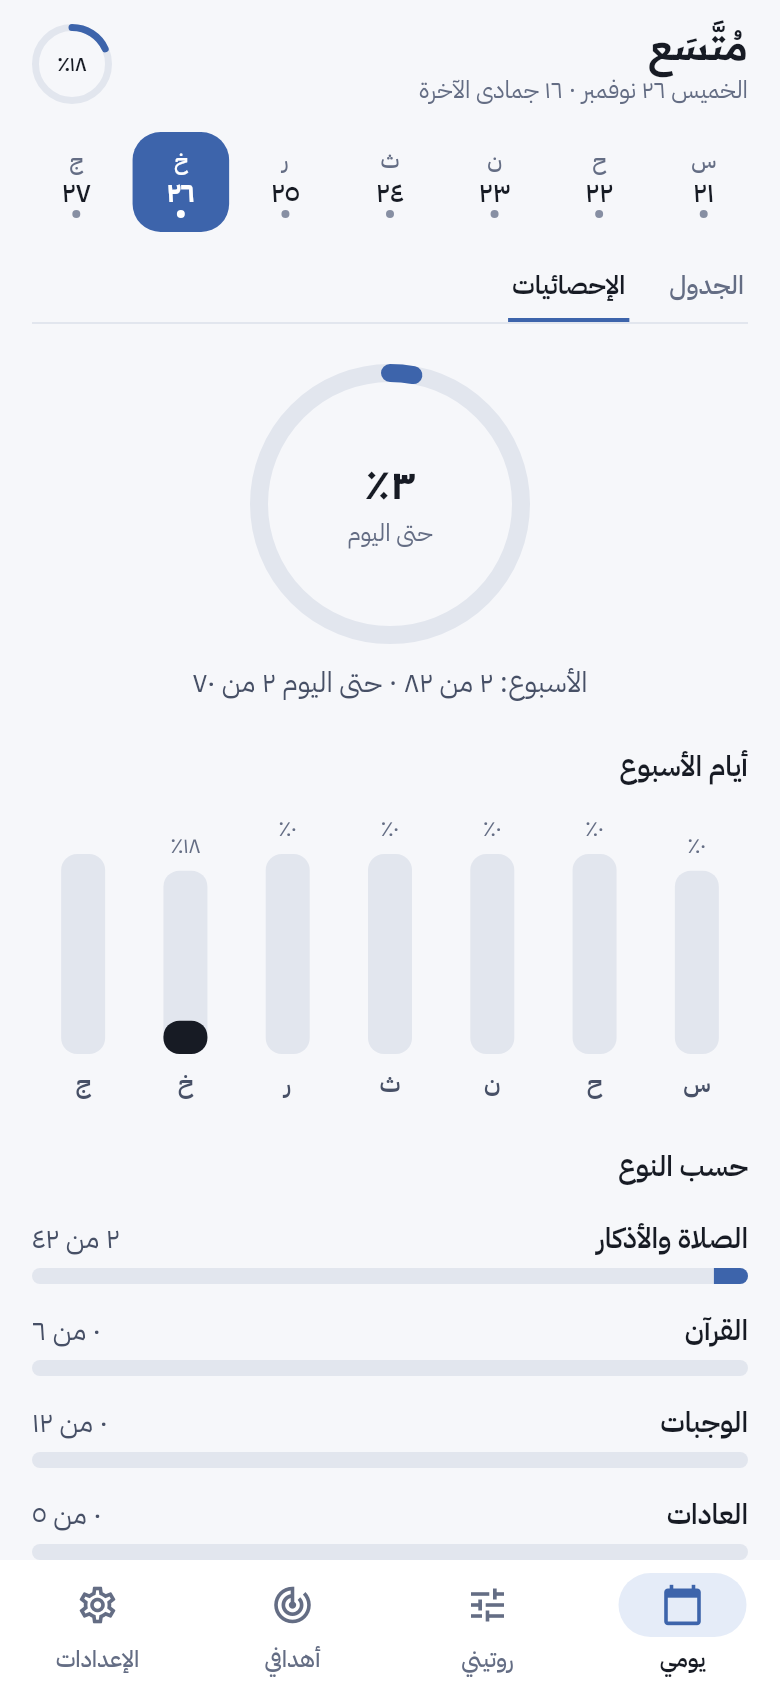 مُتَّسَع
الخميس ٢٦ نوفمبر · ١٦ جمادى الآخرة
٪١٨
س ح ن ث ر خ ج
٢١ ٢٢ ٢٣ ٢٤ ٢٥ ٢٦ ٢٧
الجدول الإحصائيات
٪٣
حتى اليوم
الأسبوع: ٢ من ٨٢ · حتى اليوم ٢ من ٧٠
أيام الأسبوع
٪٠ ٪٠ ٪٠ ٪٠ ٪٠ ٪١٨
س ح ن ث ر خ ج
حسب النوع
الصلاة والأذكار ٢ من ٤٢
القرآن ٠ من ٦
الوجبات ٠ من ١٢
العادات ٠ من ٥
يومي روتيني أهدافي الإعدادات